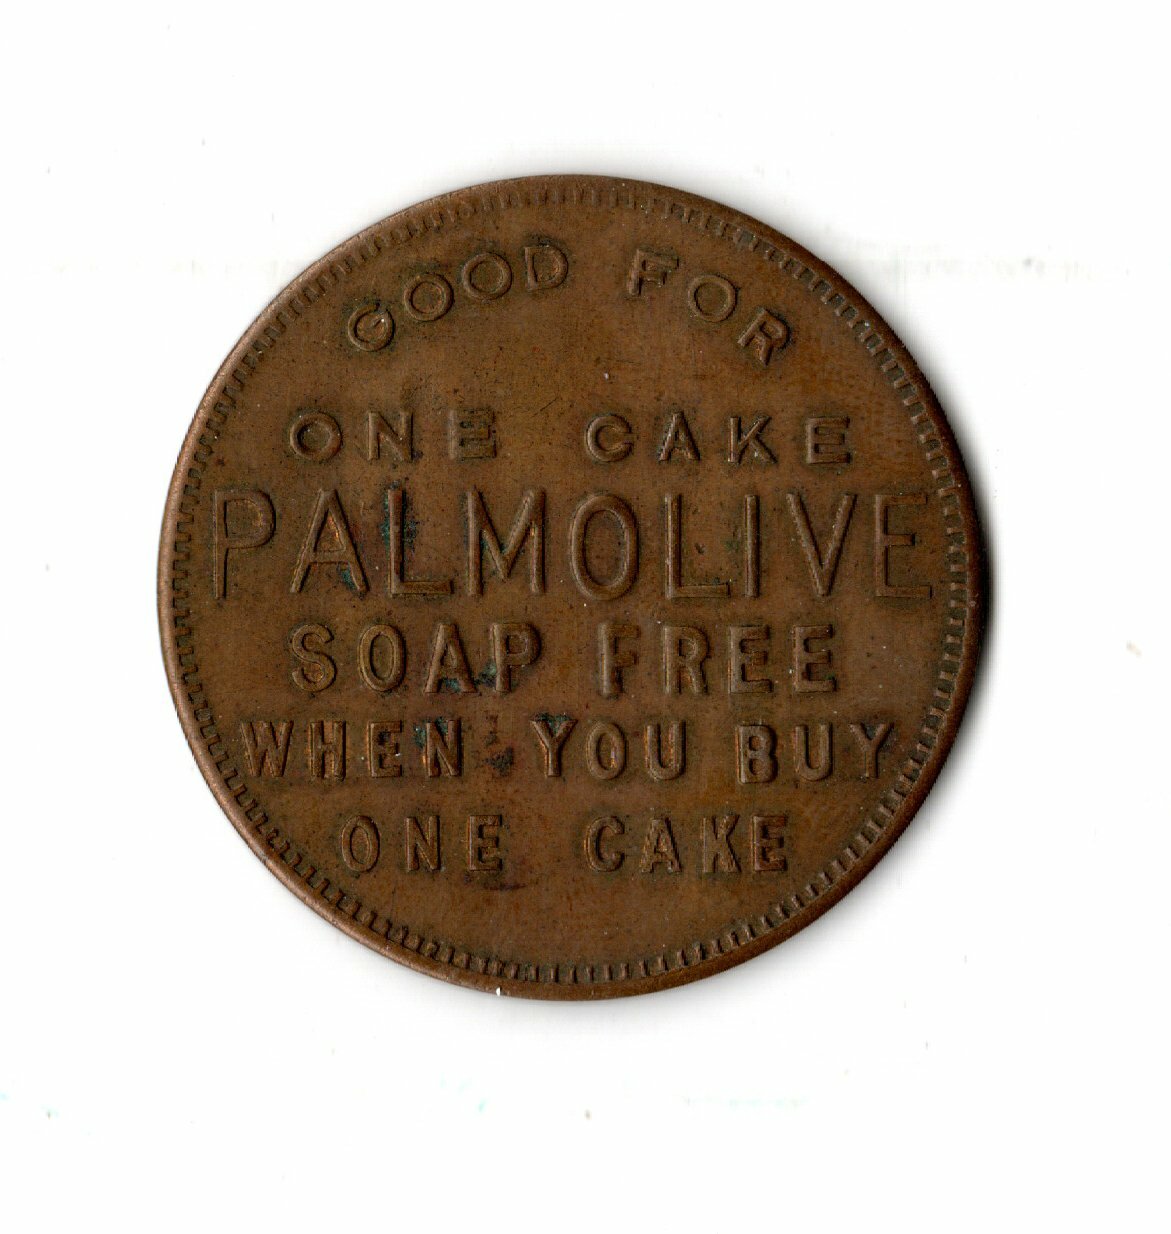 GOOD FOR
ONE CAKE
PALMOLIVE
SOAP FREE
WHEN YOU BUY
ONE CAKE